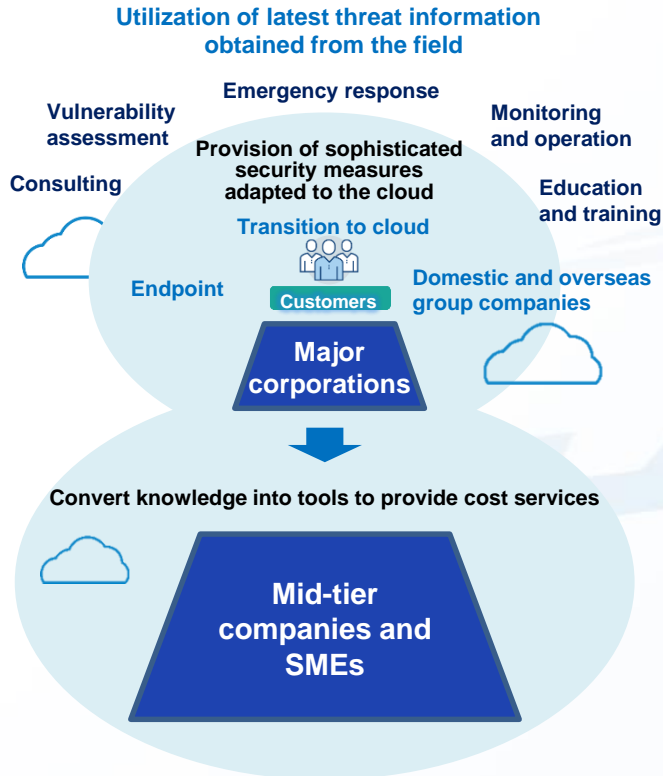 Utilization of latest threat information
obtained from the field
Emergency response
Vulnerability
assessment
Monitoring
and operation
Provision of sophisticated
security measures
adapted to the cloud
Consulting
Education
and training
Transition to cloud
Endpoint
Customers
Domestic and overseas
group companies
Major
corporations
Convert knowledge into tools to provide cost services
Mid-tier
companies and
SMEs